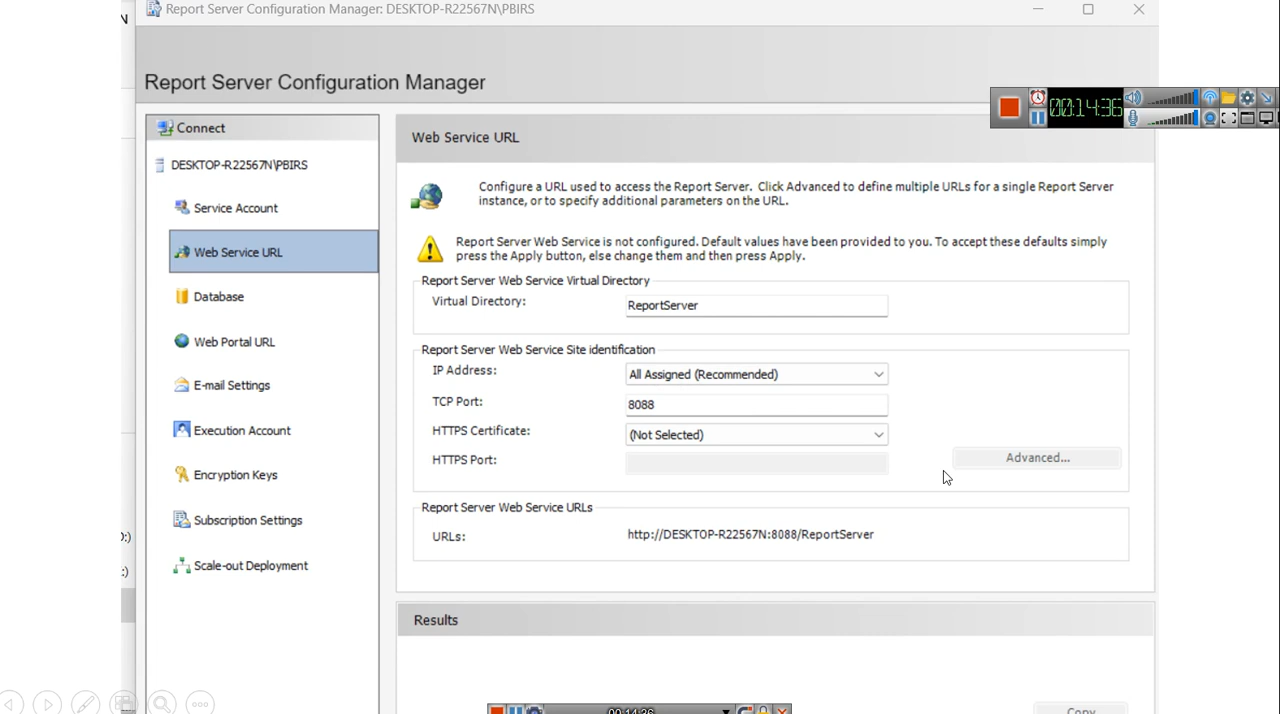 Report Server Configuration Manager: DESKTOP-R22567N\PBIRS
N
Report Server Configuration Manager
00:14:36
Connect
DESKTOP-R22567N\PBIRS
Service Account
Web Service URL
Database
Web Portal URL
E-mail Settings
Execution Account
Encryption Keys
Subscription Settings
Scale-out Deployment
:)
:)
Web Service URL
Configure a URL used to access the Report Server. Click Advanced to define multiple URLs for a single Report Server
instance, or to specify additional parameters on the URL.
Report Server Web Service is not configured. Default values have been provided to you. To accept these defaults simply
press the Apply button, else change them and then press Apply.
Report Server Web Service Virtual Directory
Virtual Directory: ReportServer
Report Server Web Service Site identification
IP Address: All Assigned (Recommended)
TCP Port: 8088
HTTPS Certificate: (Not Selected)
HTTPS Port:
Advanced...
Report Server Web Service URLs
URLs: http://DESKTOP-R22567N:8088/ReportServer
Results
Copy
00:14:36